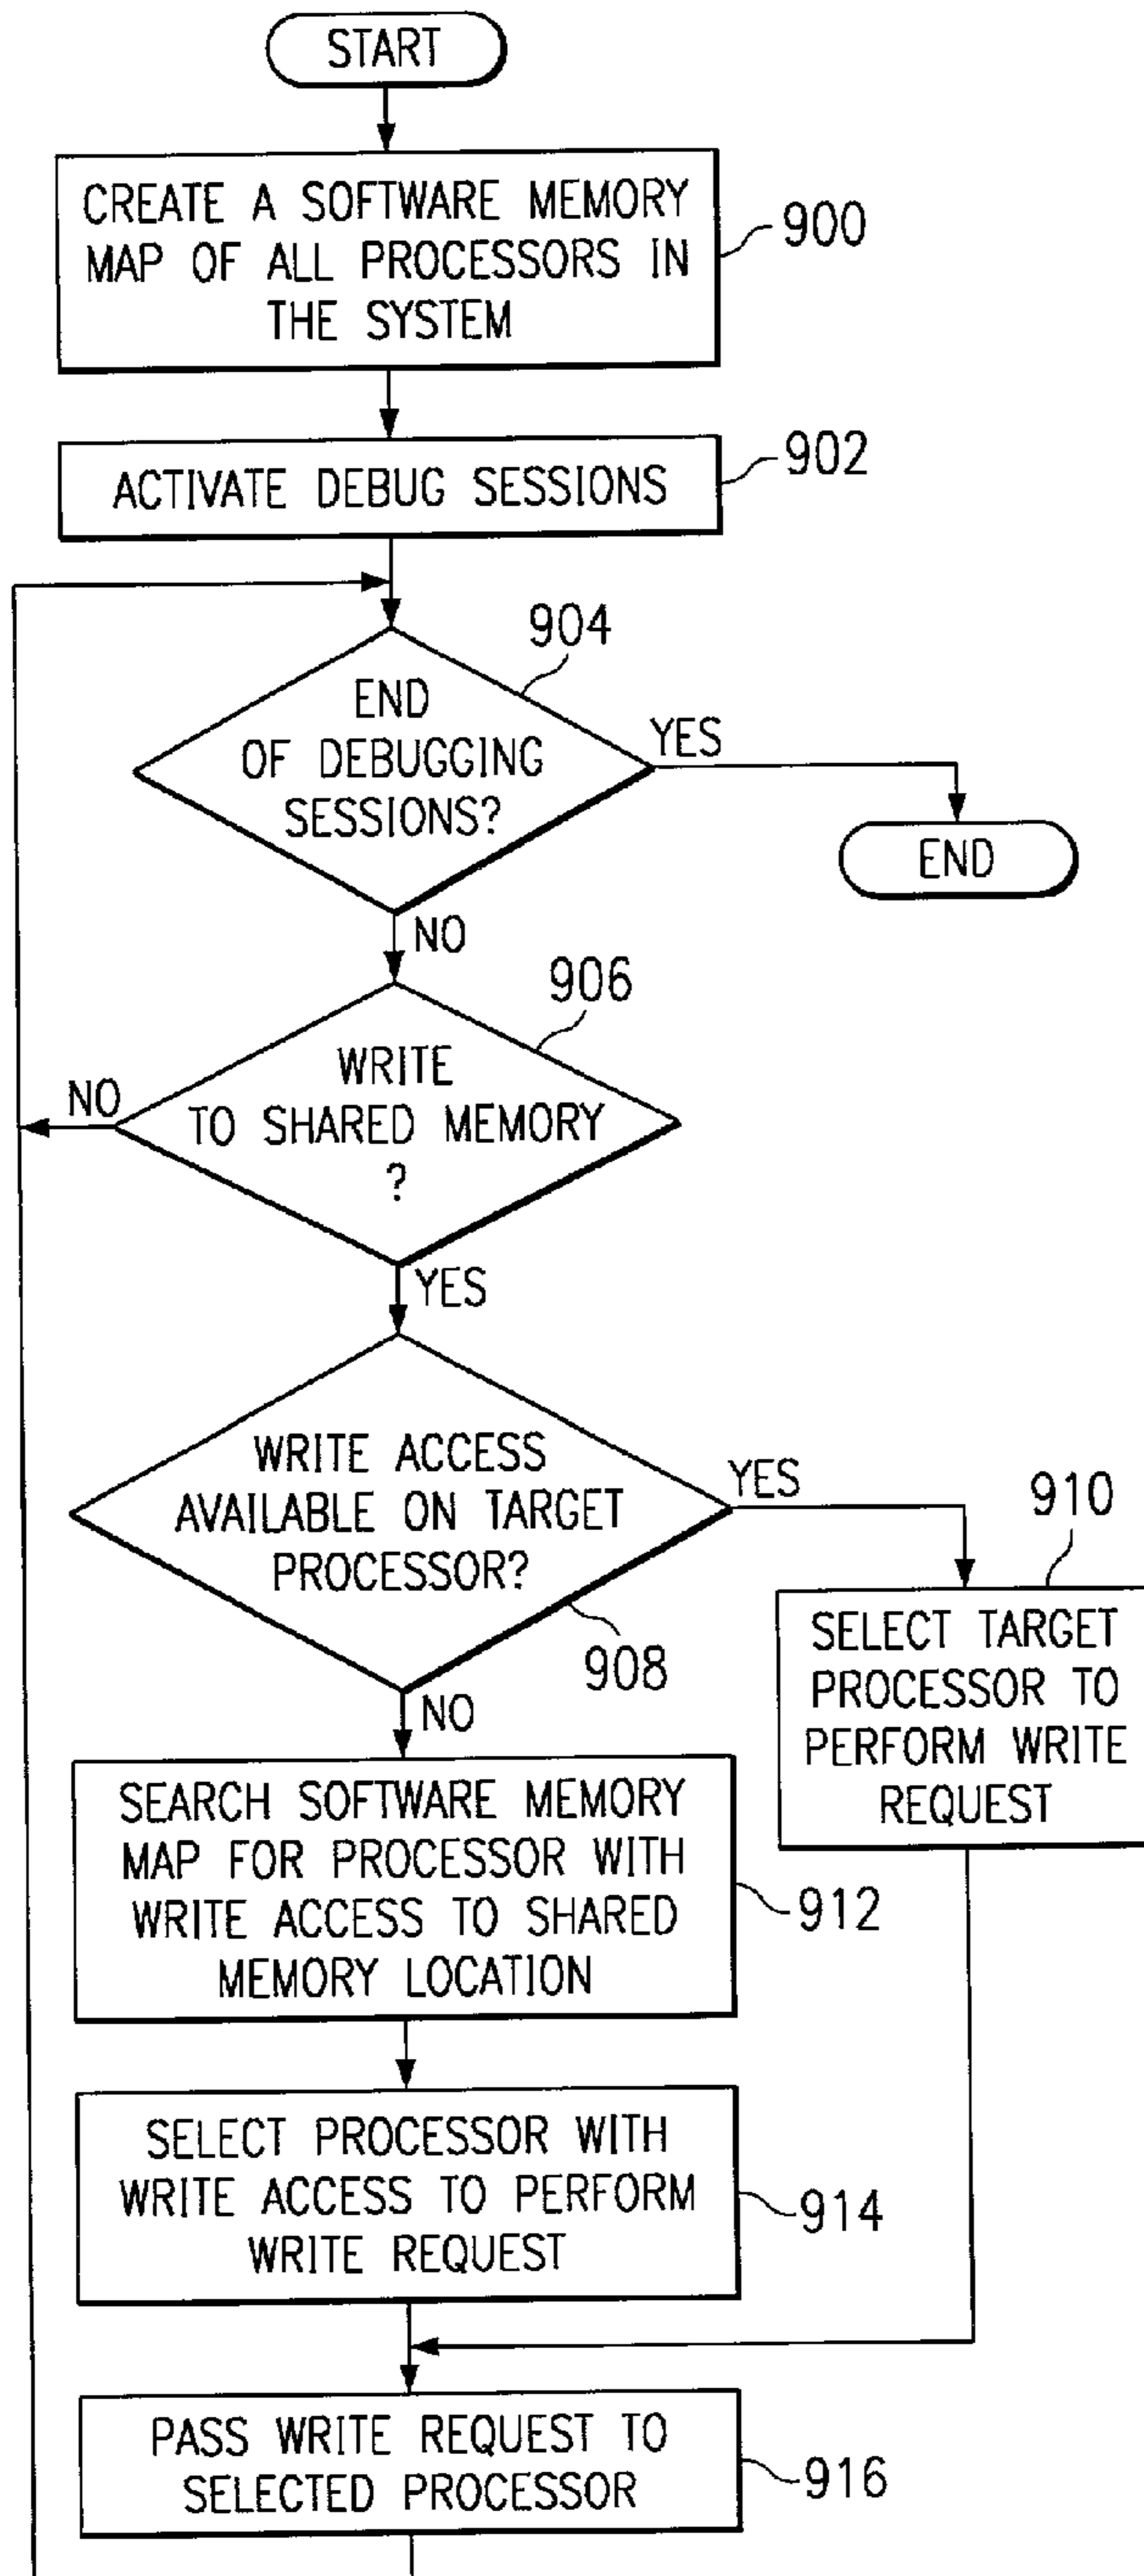 START
CREATE A SOFTWARE MEMORY
MAP OF ALL PROCESSORS IN
THE SYSTEM
900
ACTIVATE DEBUG SESSIONS
902
904
END
OF DEBUGGING
SESSIONS?
YES
END
NO
906
WRITE
TO SHARED MEMORY
?
NO
YES
WRITE ACCESS
AVAILABLE ON TARGET
PROCESSOR?
YES
908
910
SELECT TARGET
PROCESSOR TO
PERFORM WRITE
REQUEST
NO
SEARCH SOFTWARE MEMORY
MAP FOR PROCESSOR WITH
WRITE ACCESS TO SHARED
MEMORY LOCATION
912
SELECT PROCESSOR WITH
WRITE ACCESS TO PERFORM
WRITE REQUEST
914
PASS WRITE REQUEST TO
SELECTED PROCESSOR
916